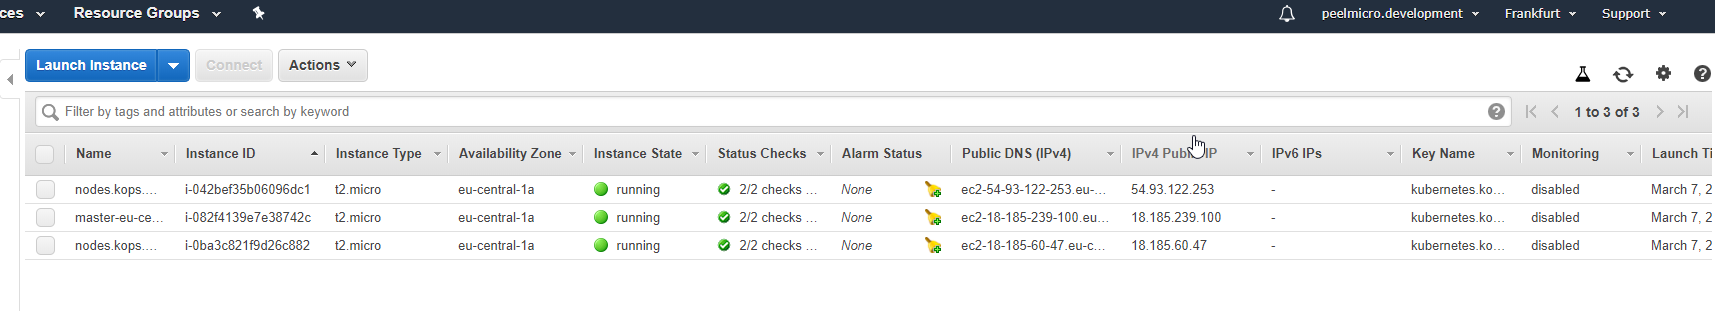 ces Resource Groups peelmicro.development Frankfurt Support
Launch Instance Connect Actions
Filter by tags and attributes or search by keyword 1 to 3 of 3
Name Instance ID Instance Type Availability Zone Instance State Status Checks Alarm Status Public DNS (IPv4) IPv4 Public IP IPv6 IPs Key Name Monitoring Launch Ti
nodes.kops.... i-042bef35b06096dc1 t2.micro eu-central-1a running 2/2 checks ... None ec2-54-93-122-253.eu-... 54.93.122.253 - kubernetes.ko... disabled March 7, 2
master-eu-ce... i-082f4139e7e38742c t2.micro eu-central-1a running 2/2 checks ... None ec2-18-185-239-100.eu... 18.185.239.100 - kubernetes.ko... disabled March 7, 2
nodes.kops.... i-0ba3c821f9d26c882 t2.micro eu-central-1a running 2/2 checks ... None ec2-18-185-60-47.eu-c... 18.185.60.47 - kubernetes.ko... disabled March 7, 2